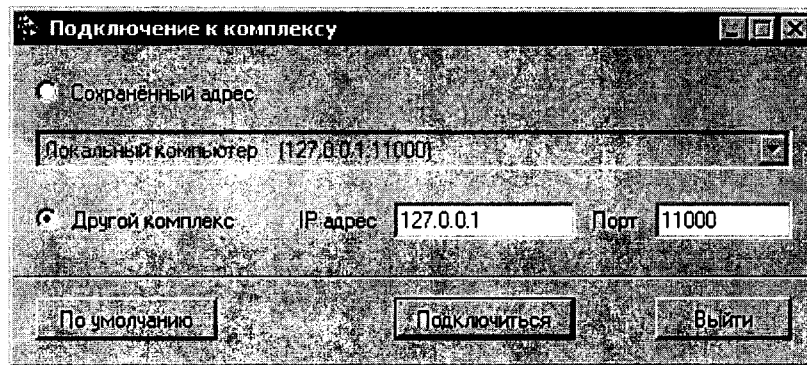 Подключение к комплексу
Сохранённый адрес
Локальный компьютер [127.0.0.1:11000]
Другой комплекс IP адрес 127.0.0.1 Порт 11000
По умолчанию Подключиться Выйти